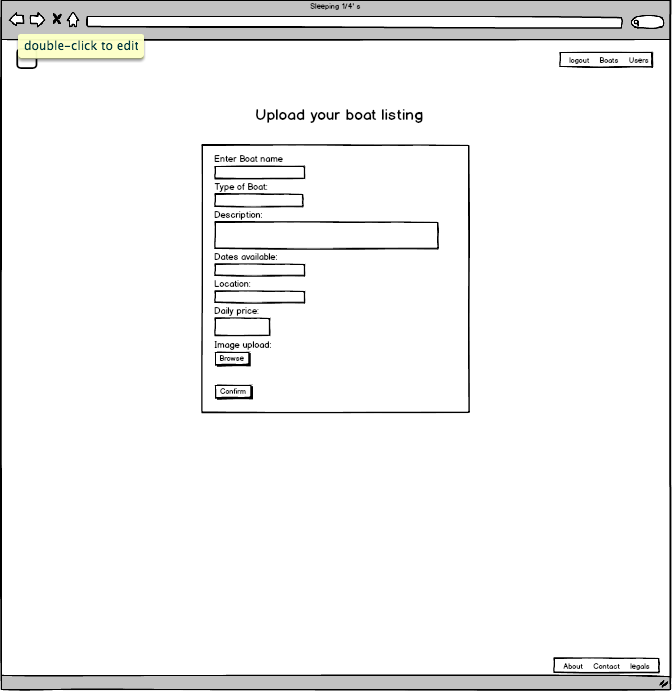 Sleeping 1/4' s
double-click to edit
logout Boats Users
Upload your boat listing
Enter Boat name
Type of Boat:
Description:
Dates available:
Location:
Daily price:
Image upload:
Browse
Confirm
About Contact legals